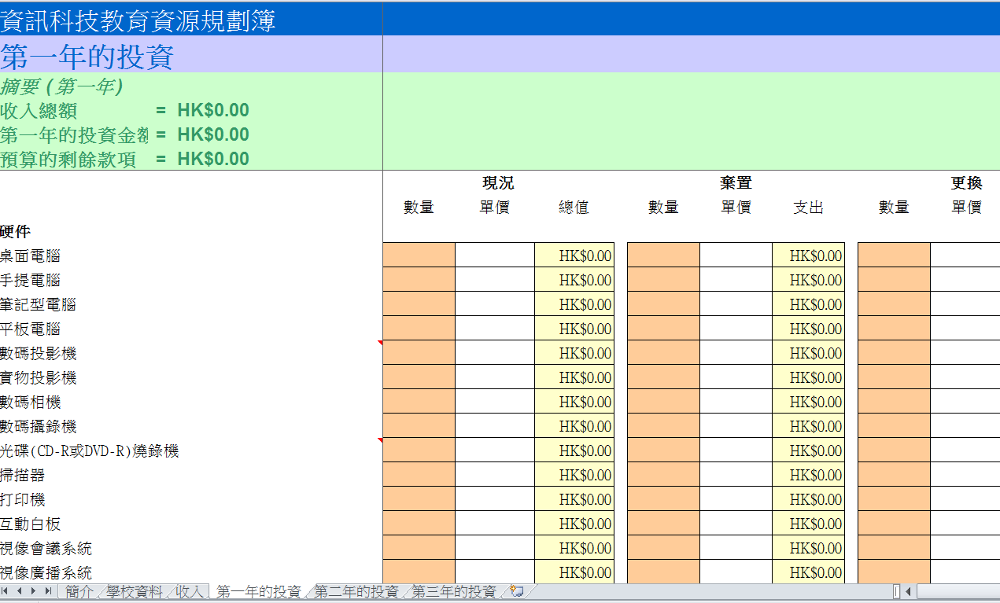 資訊科技教育資源規劃簿
第一年的投資
摘要 (第一年)
收入總額 = HK$0.00
第一年的投資金額 = HK$0.00
預算的剩餘款項 = HK$0.00
現況 棄置 更換
數量 單價 總值 數量 單價 支出 數量 單價
硬件
桌面電腦 HK$0.00 HK$0.00
手提電腦 HK$0.00 HK$0.00
筆記型電腦 HK$0.00 HK$0.00
平板電腦 HK$0.00 HK$0.00
數碼投影機 HK$0.00 HK$0.00
實物投影機 HK$0.00 HK$0.00
數碼相機 HK$0.00 HK$0.00
數碼攝錄機 HK$0.00 HK$0.00
光碟(CD-R或DVD-R)燒錄機 HK$0.00 HK$0.00
掃描器 HK$0.00 HK$0.00
打印機 HK$0.00 HK$0.00
互動白板 HK$0.00 HK$0.00
視像會議系統 HK$0.00 HK$0.00
視像廣播系統 HK$0.00 HK$0.00
簡介 學校資料 收入 第一年的投資 第二年的投資 第三年的投資